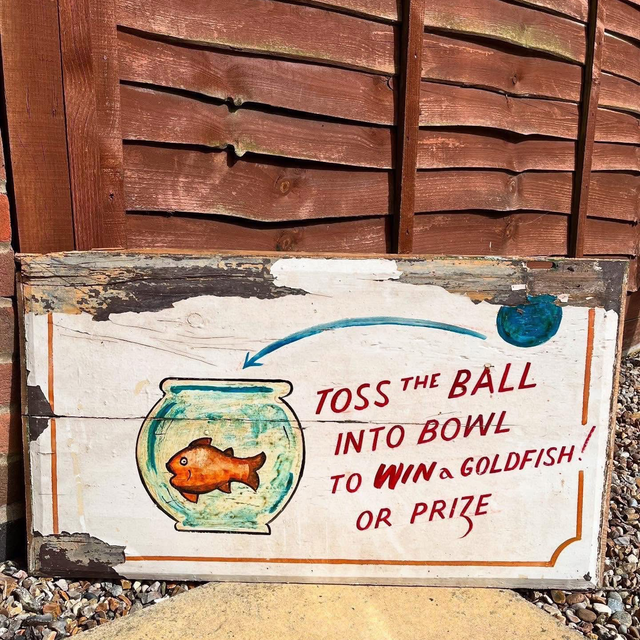 TOSS THE BALL
INTO BOWL
TO WIN a GOLDFISH!
OR PRIZE